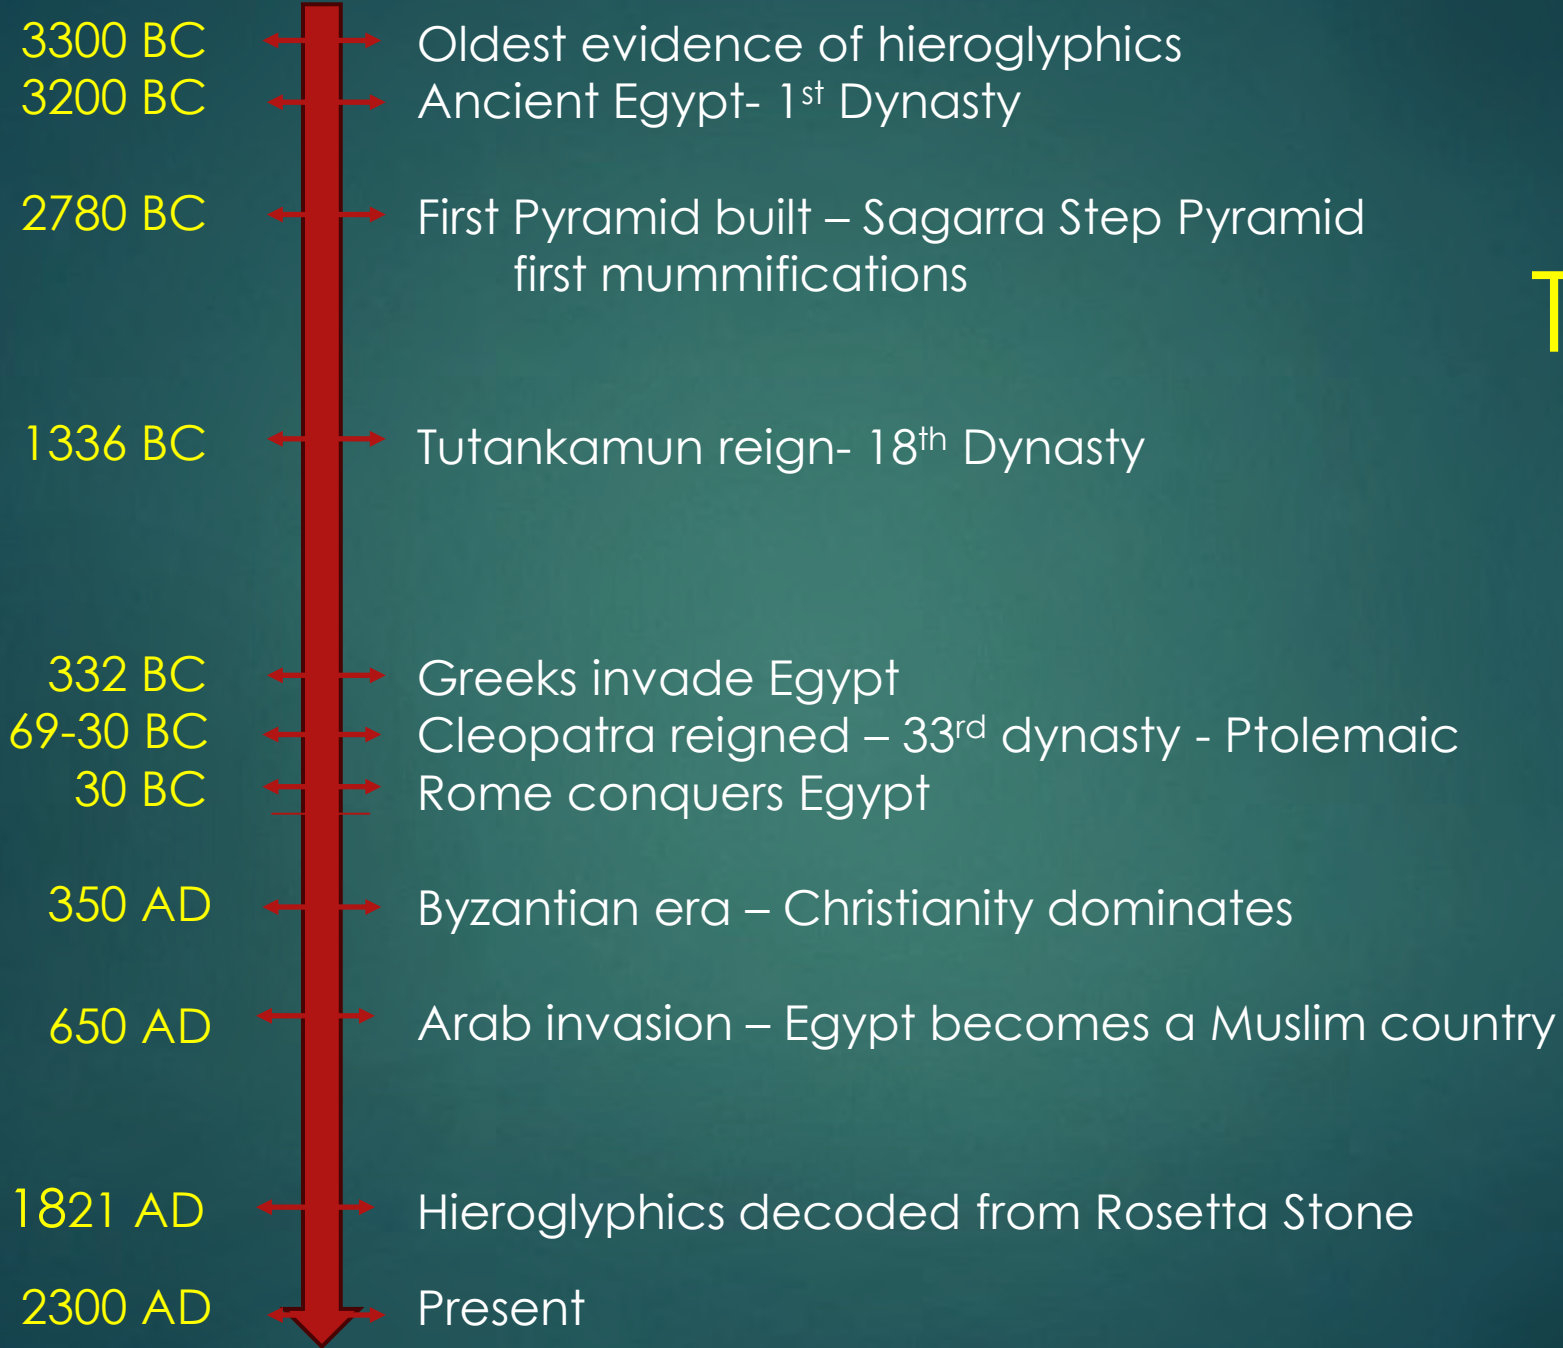 3300 BC Oldest evidence of hieroglyphics
3200 BC Ancient Egypt- 1st Dynasty
2780 BC First Pyramid built – Sagarra Step Pyramid
first mummifications
T
1336 BC Tutankamun reign- 18th Dynasty
332 BC Greeks invade Egypt
69-30 BC Cleopatra reigned – 33rd dynasty - Ptolemaic
30 BC Rome conquers Egypt
350 AD Byzantian era – Christianity dominates
650 AD Arab invasion – Egypt becomes a Muslim country
1821 AD Hieroglyphics decoded from Rosetta Stone
2300 AD Present